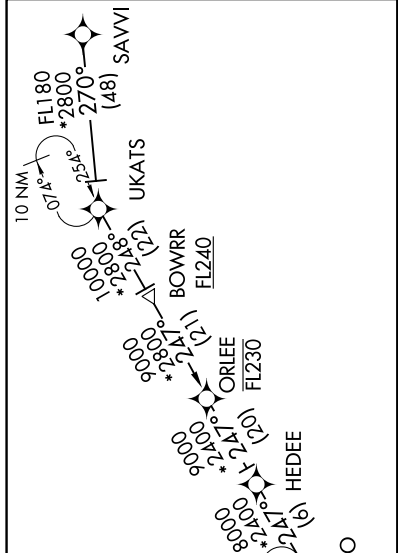 SAVVI
FL180
*2800
270°
(48)
10 NM
074°
254°
UKATS
10000
*2800
248°
(22)
BOWRR
FL240
9000
*2800
247°
(21)
ORLEE
FL230
9000
*2400
247°
(20)
HEDEE
8000
*2400
247°
(6)
O